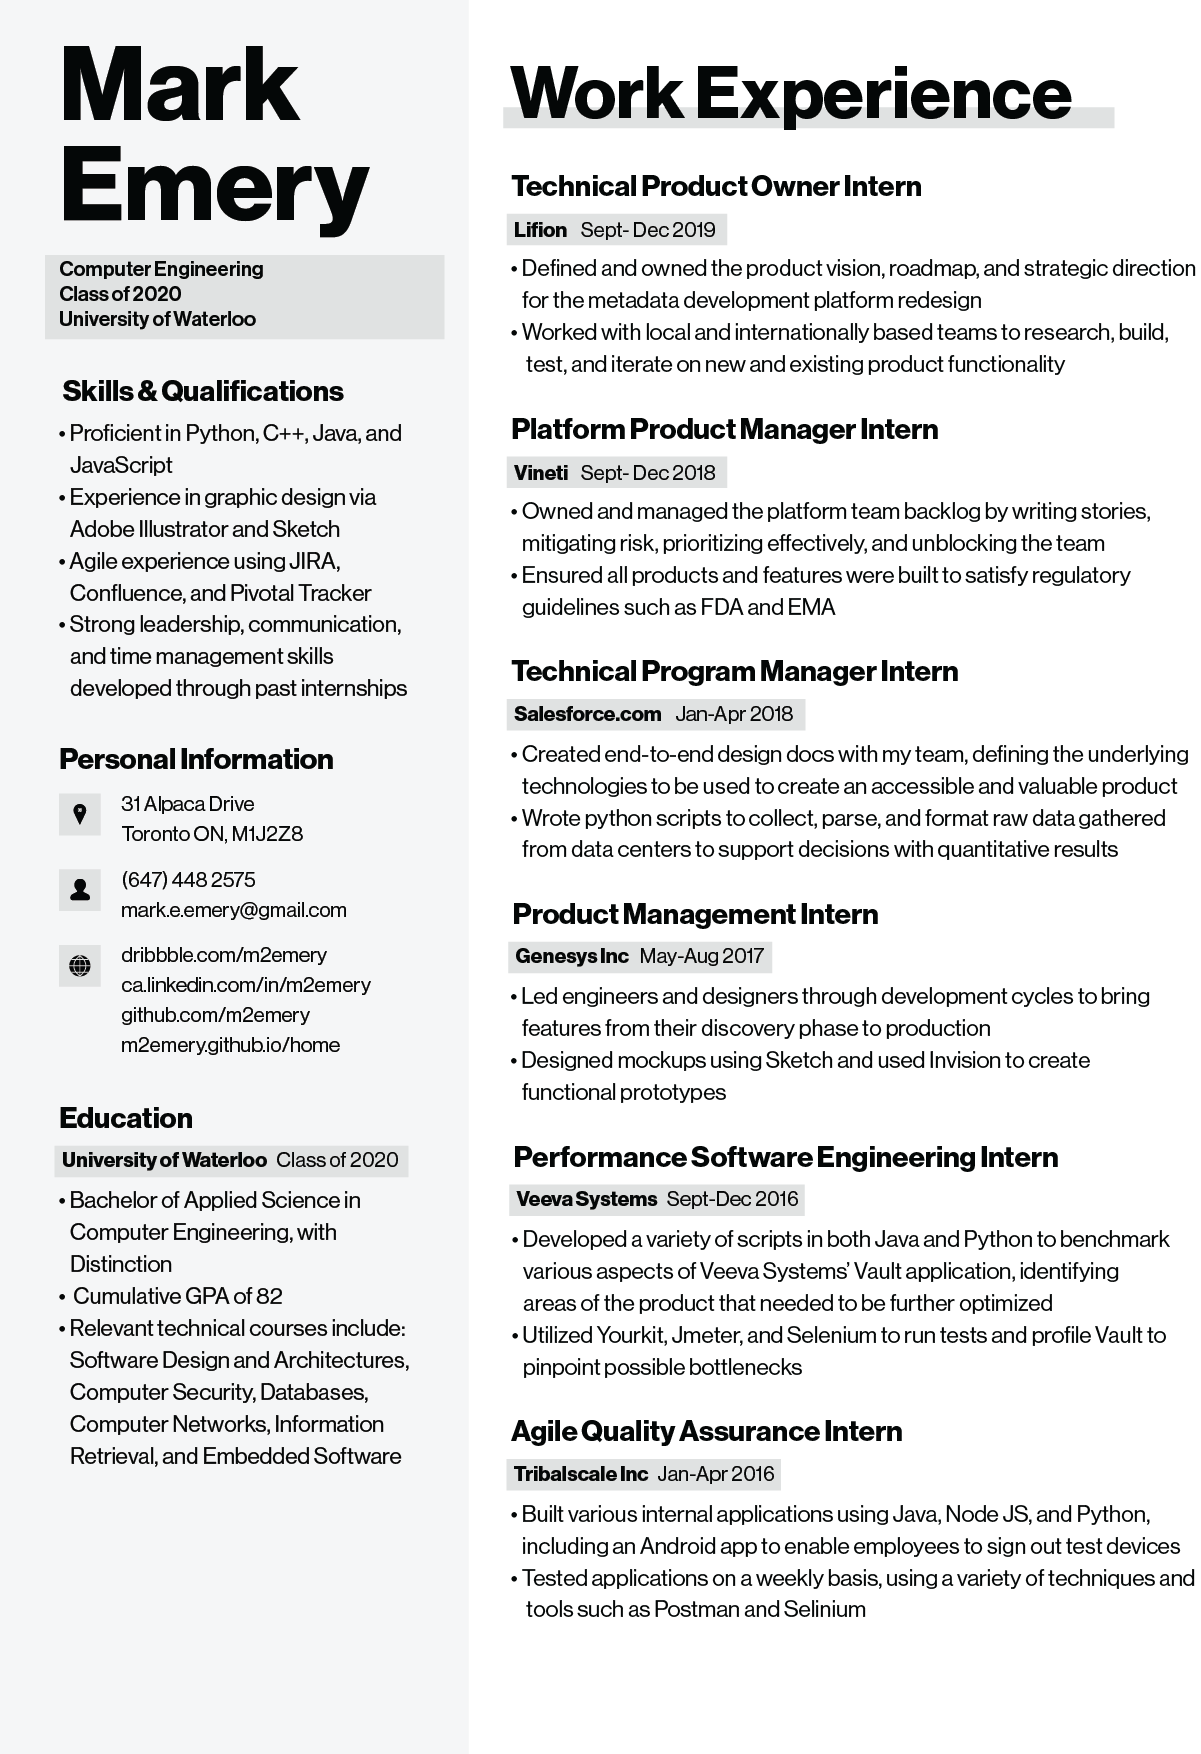 Mark
Emery
Computer Engineering
Class of 2020
University of Waterloo
Skills & Qualifications
• Proficient in Python, C++, Java, and
JavaScript
• Experience in graphic design via
Adobe Illustrator and Sketch
• Agile experience using JIRA,
Confluence, and Pivotal Tracker
• Strong leadership, communication,
and time management skills
developed through past internships
Personal Information
31 Alpaca Drive
Toronto ON, M1J2Z8
(647) 448 2575
mark.e.emery@gmail.com
dribbble.com/m2emery
ca.linkedin.com/in/m2emery
github.com/m2emery
m2emery.github.io/home
Education
University of Waterloo Class of 2020
• Bachelor of Applied Science in
Computer Engineering, with
Distinction
• Cumulative GPA of 82
• Relevant technical courses include:
Software Design and Architectures,
Computer Security, Databases,
Computer Networks, Information
Retrieval, and Embedded Software
Work Experience
Technical Product Owner Intern
Lifion Sept- Dec 2019
• Defined and owned the product vision, roadmap, and strategic direction
for the metadata development platform redesign
• Worked with local and internationally based teams to research, build,
test, and iterate on new and existing product functionality
Platform Product Manager Intern
Vineti Sept- Dec 2018
• Owned and managed the platform team backlog by writing stories,
mitigating risk, prioritizing effectively, and unblocking the team
• Ensured all products and features were built to satisfy regulatory
guidelines such as FDA and EMA
Technical Program Manager Intern
Salesforce.com Jan-Apr 2018
• Created end-to-end design docs with my team, defining the underlying
technologies to be used to create an accessible and valuable product
• Wrote python scripts to collect, parse, and format raw data gathered
from data centers to support decisions with quantitative results
Product Management Intern
Genesys Inc May-Aug 2017
• Led engineers and designers through development cycles to bring
features from their discovery phase to production
• Designed mockups using Sketch and used Invision to create
functional prototypes
Performance Software Engineering Intern
Veeva Systems Sept-Dec 2016
• Developed a variety of scripts in both Java and Python to benchmark
various aspects of Veeva Systems’ Vault application, identifying
areas of the product that needed to be further optimized
• Utilized Yourkit, Jmeter, and Selenium to run tests and profile Vault to
pinpoint possible bottlenecks
Agile Quality Assurance Intern
Tribalscale Inc Jan-Apr 2016
• Built various internal applications using Java, Node JS, and Python,
including an Android app to enable employees to sign out test devices
• Tested applications on a weekly basis, using a variety of techniques and
tools such as Postman and Selinium